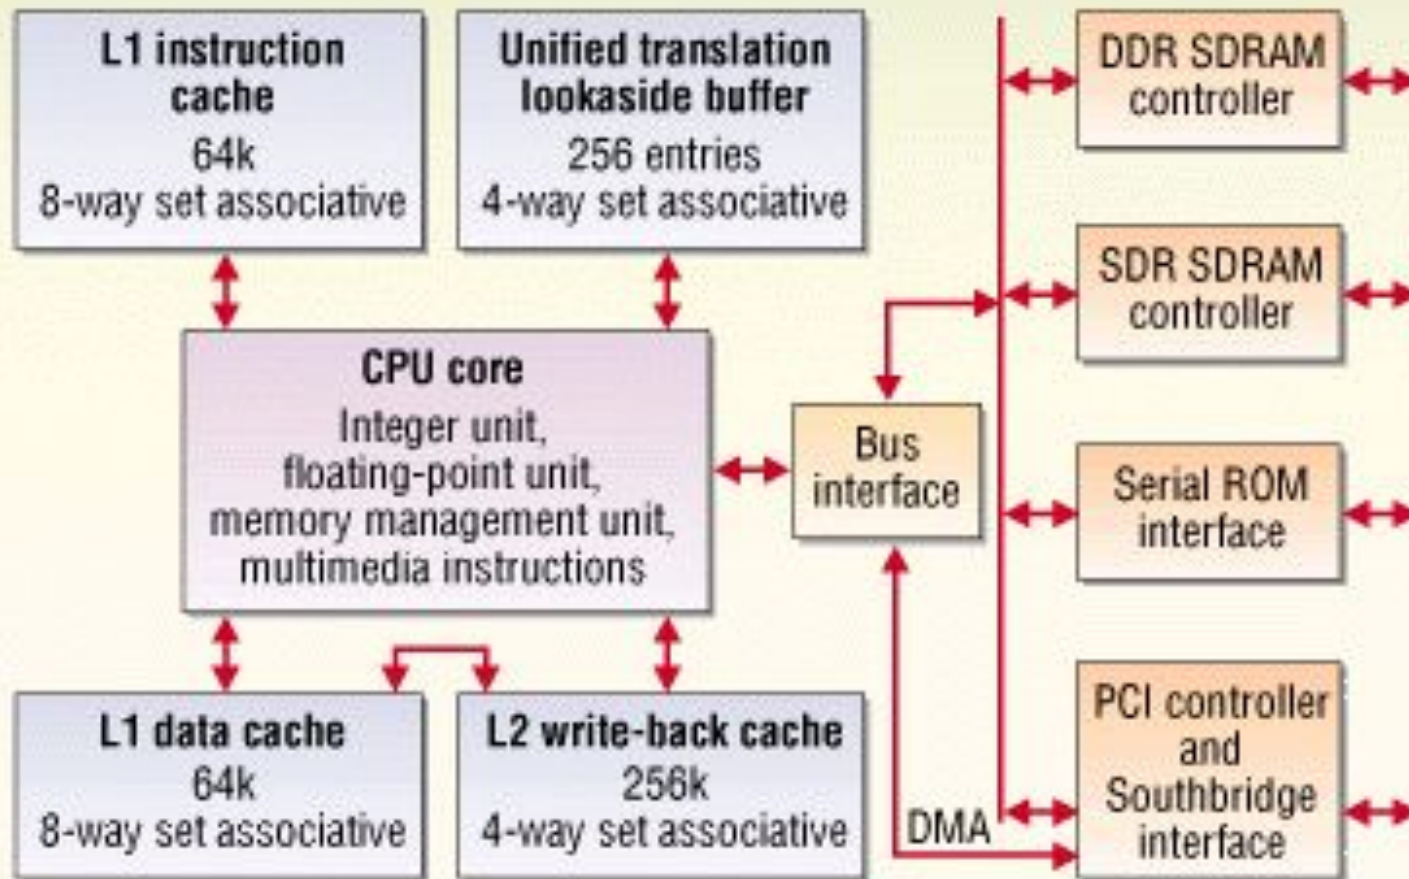 L1 instruction
cache
64k
8-way set associative
Unified translation
lookaside buffer
256 entries
4-way set associative
DDR SDRAM
controller
SDR SDRAM
controller
CPU core
Integer unit,
floating-point unit,
memory management unit,
multimedia instructions
Bus
interface
Serial ROM
interface
L1 data cache
64k
8-way set associative
L2 write-back cache
256k
4-way set associative
DMA
PCI controller
and
Southbridge
interface